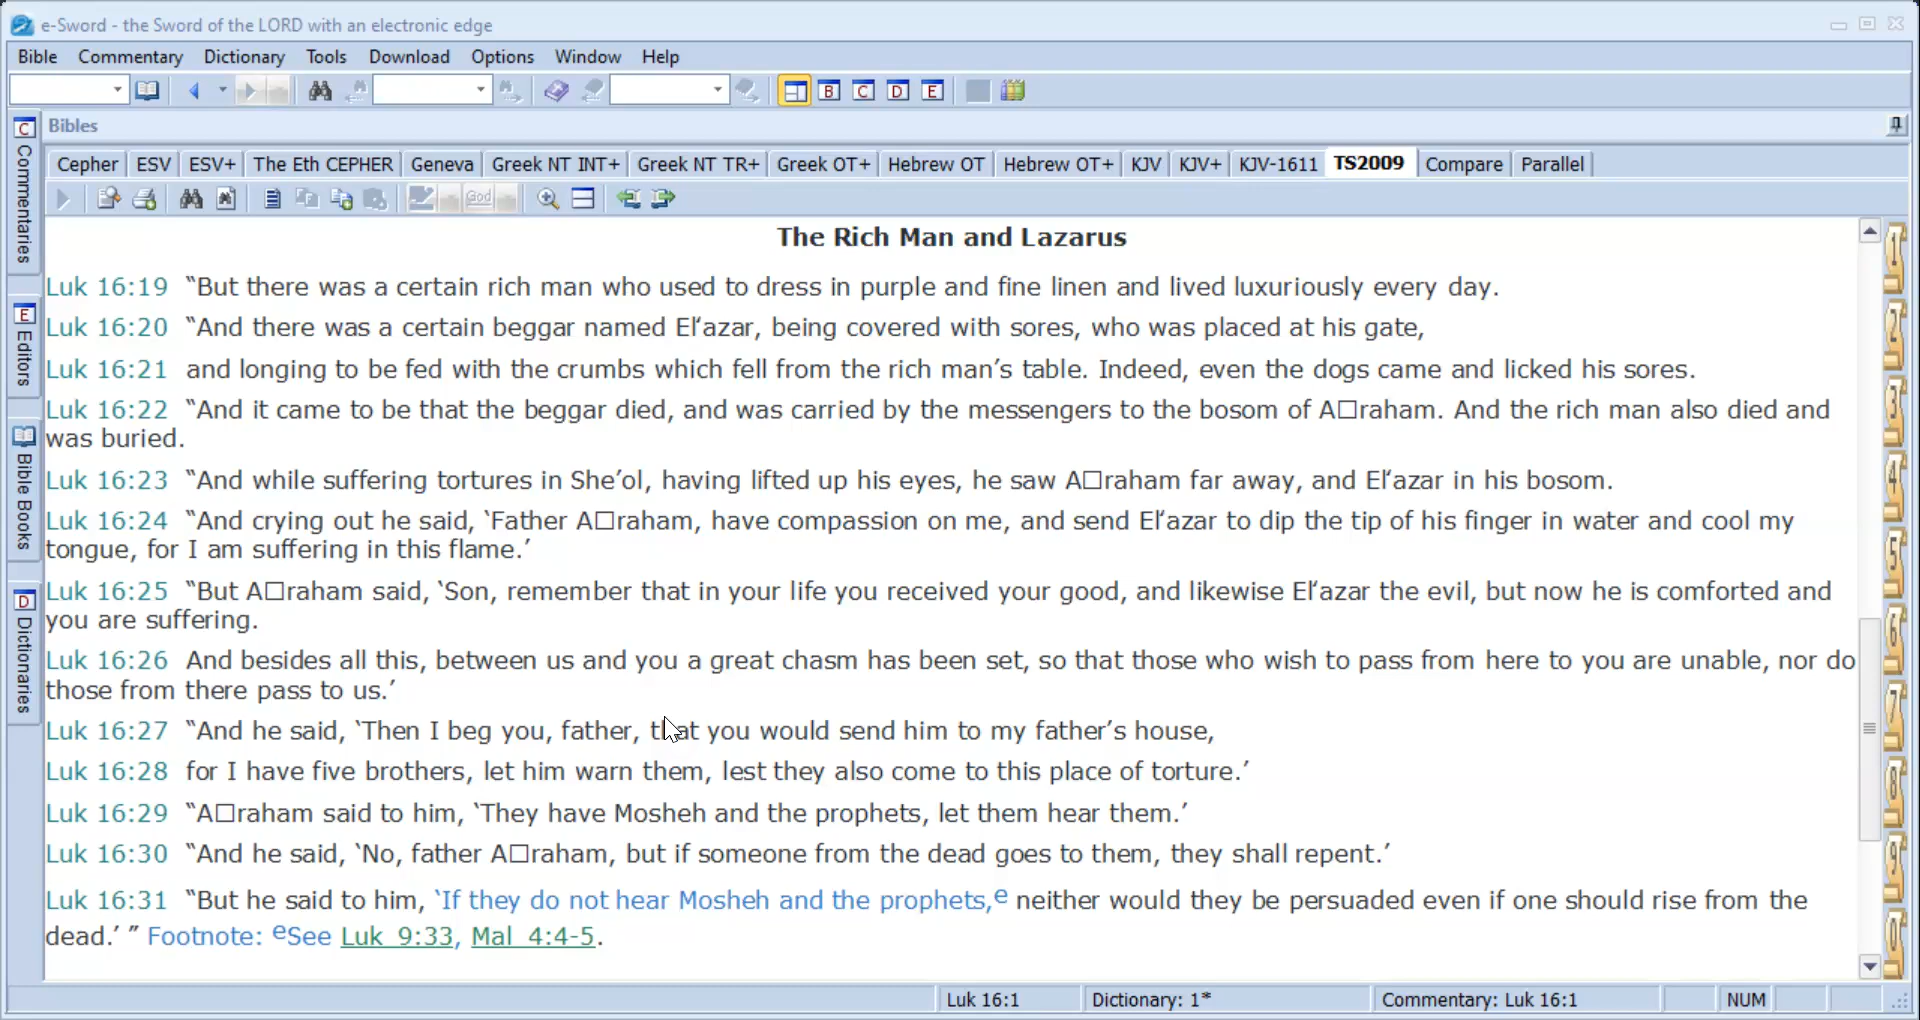 e-Sword - the Sword of the LORD with an electronic edge
Bible Commentary Dictionary Tools Download Options Window Help
B C D E
Bibles
Cepher ESV ESV+ The Eth CEPHER Geneva Greek NT INT+ Greek NT TR+ Greek OT+ Hebrew OT Hebrew OT+ KJV KJV+ KJV-1611 TS2009 Compare Parallel
God
C Commentaries
E Editors
Bible Books
D Dictionaries
The Rich Man and Lazarus
Luk 16:19 “But there was a certain rich man who used to dress in purple and fine linen and lived luxuriously every day.
Luk 16:20 “And there was a certain beggar named El‛azar, being covered with sores, who was placed at his gate,
Luk 16:21 and longing to be fed with the crumbs which fell from the rich man’s table. Indeed, even the dogs came and licked his sores.
Luk 16:22 “And it came to be that the beggar died, and was carried by the messengers to the bosom of A□raham. And the rich man also died and
was buried.
Luk 16:23 “And while suffering tortures in She’ol, having lifted up his eyes, he saw A□raham far away, and El‛azar in his bosom.
Luk 16:24 “And crying out he said, ‘Father A□raham, have compassion on me, and send El‛azar to dip the tip of his finger in water and cool my
tongue, for I am suffering in this flame.’
Luk 16:25 “But A□raham said, ‘Son, remember that in your life you received your good, and likewise El‛azar the evil, but now he is comforted and
you are suffering.
Luk 16:26 And besides all this, between us and you a great chasm has been set, so that those who wish to pass from here to you are unable, nor do
those from there pass to us.’
Luk 16:27 “And he said, ‘Then I beg you, father, that you would send him to my father’s house,
Luk 16:28 for I have five brothers, let him warn them, lest they also come to this place of torture.’
Luk 16:29 “A□raham said to him, ‘They have Mosheh and the prophets, let them hear them.’
Luk 16:30 “And he said, ‘No, father A□raham, but if someone from the dead goes to them, they shall repent.’
Luk 16:31 “But he said to him, ‘If they do not hear Mosheh and the prophets,e neither would they be persuaded even if one should rise from the
dead.’ ” Footnote: eSee Luk 9:33, Mal 4:4-5.
1
2
3
4
5
6
7
8
9
0
Luk 16:1 Dictionary: 1* Commentary: Luk 16:1 NUM